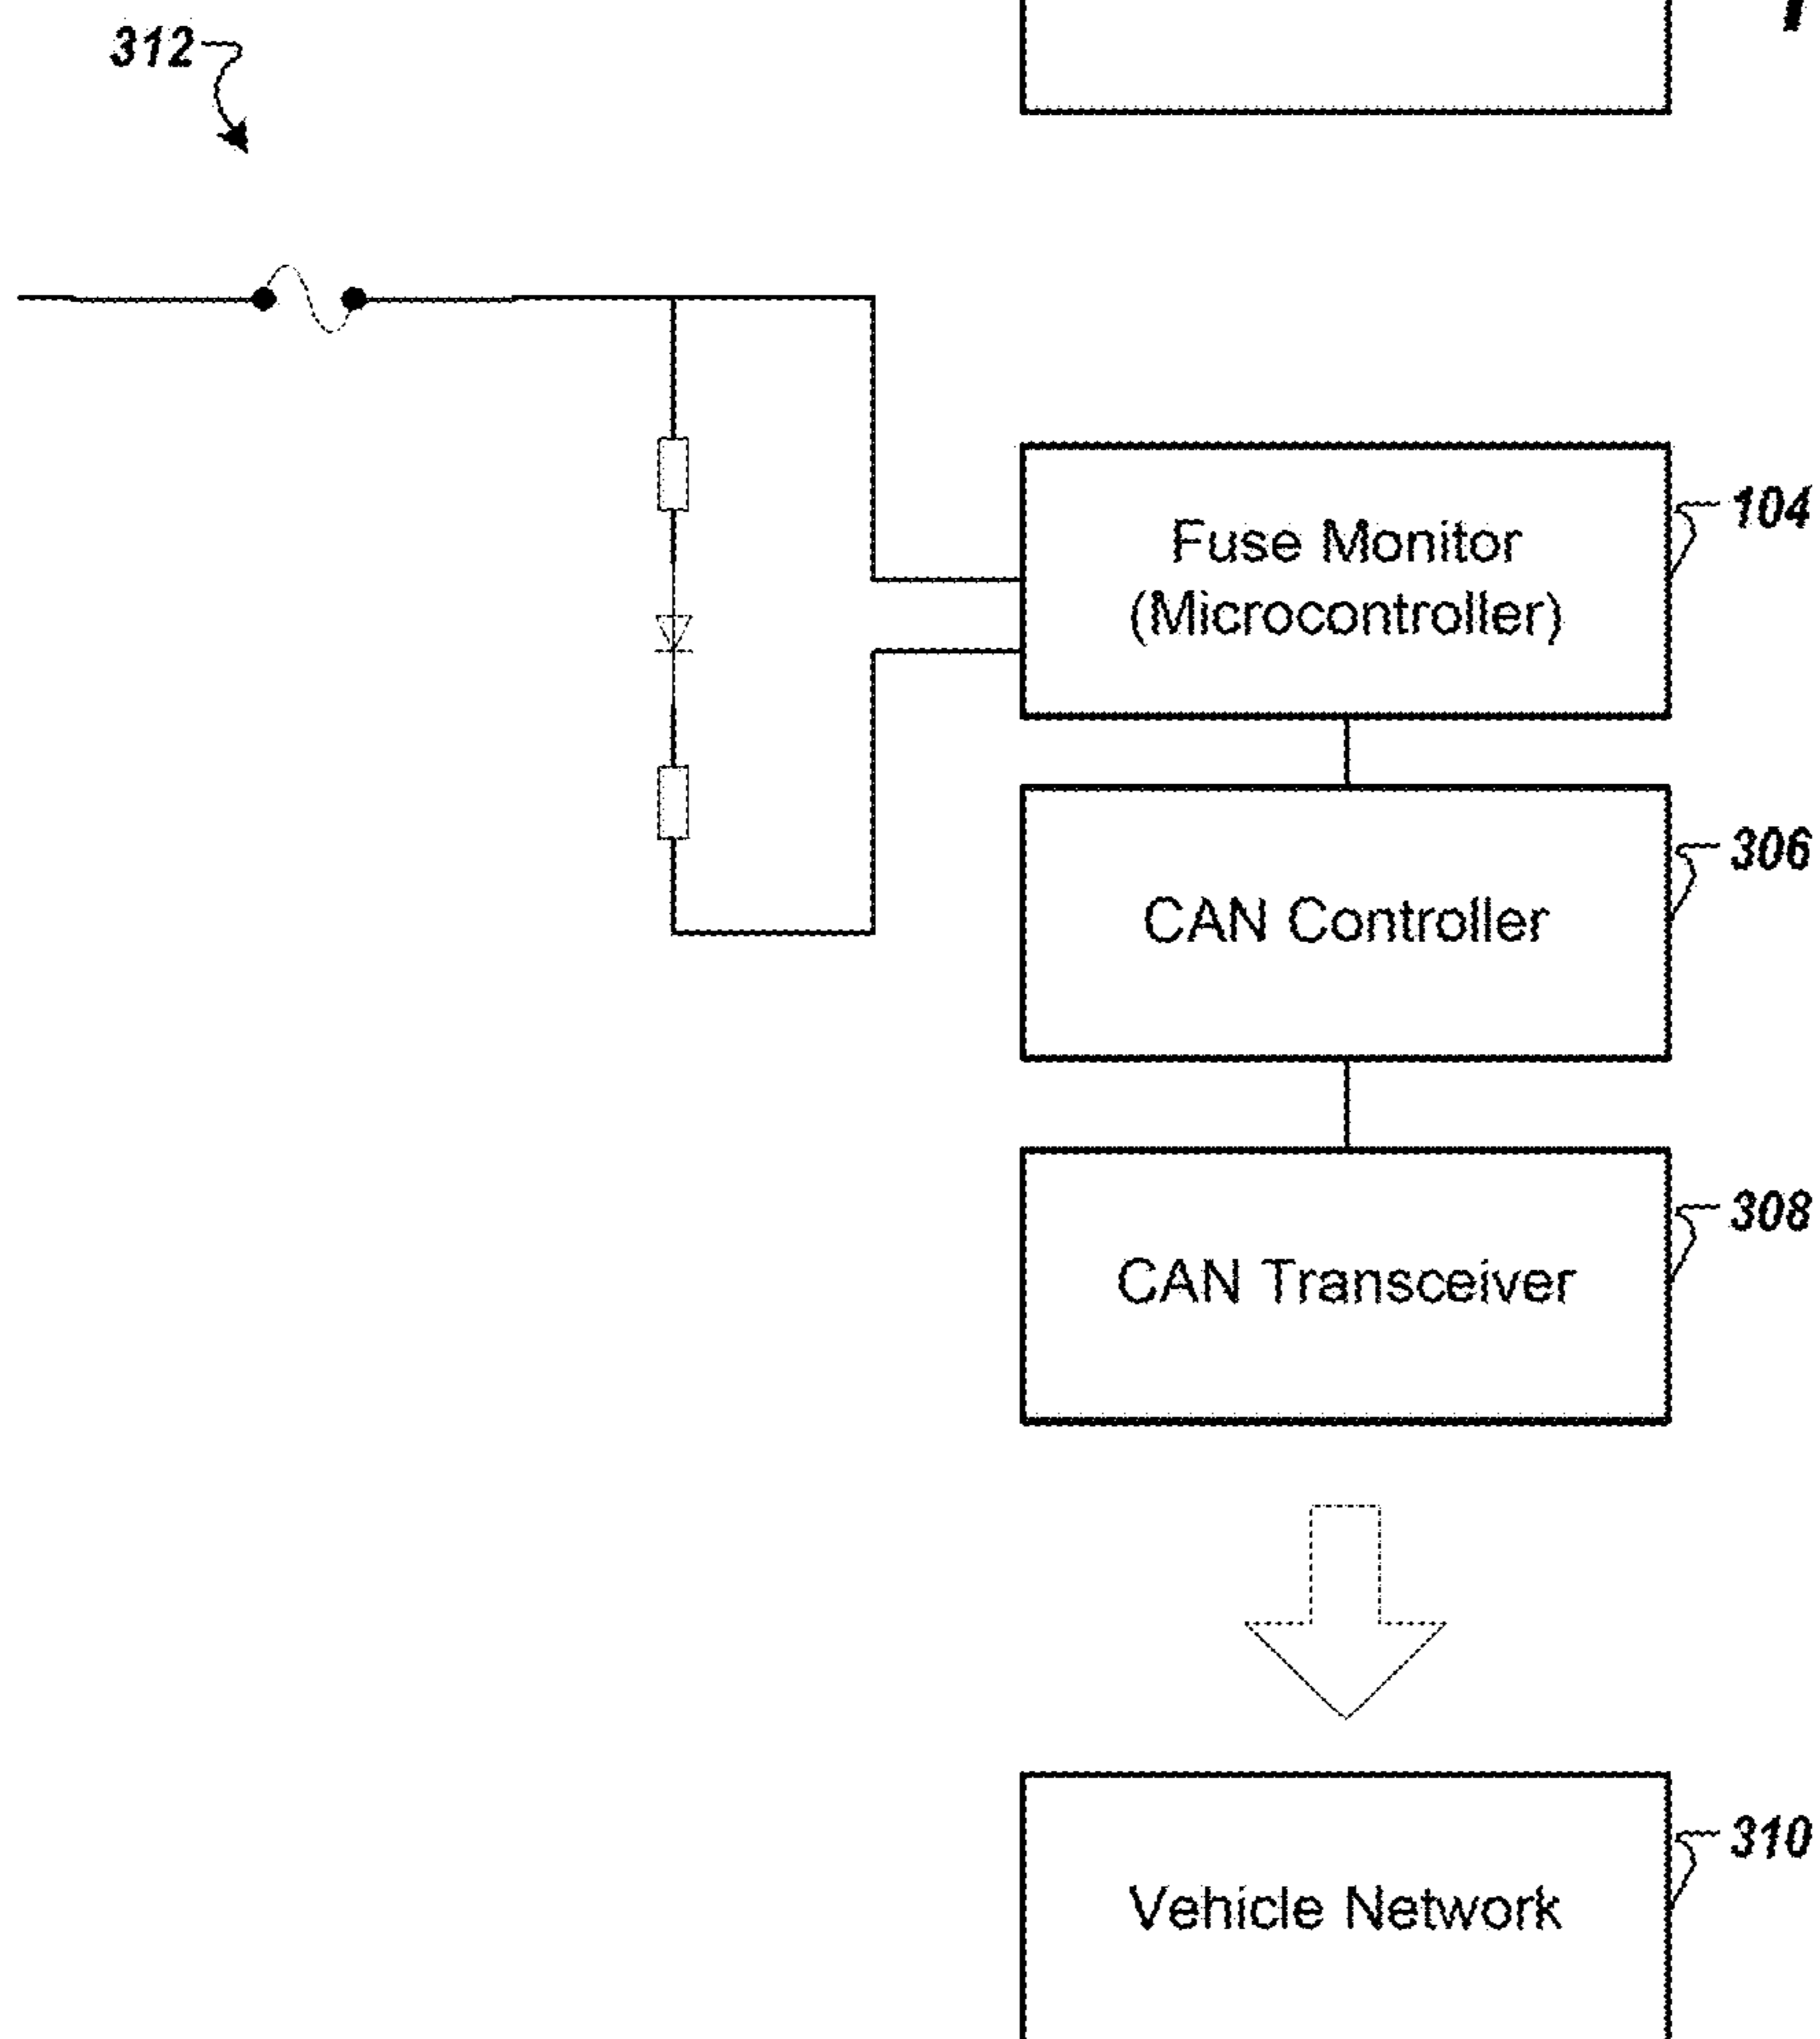 312
Fuse Monitor
(Microcontroller)
104
CAN Controller
306
CAN Transceiver
308
Vehicle Network
310